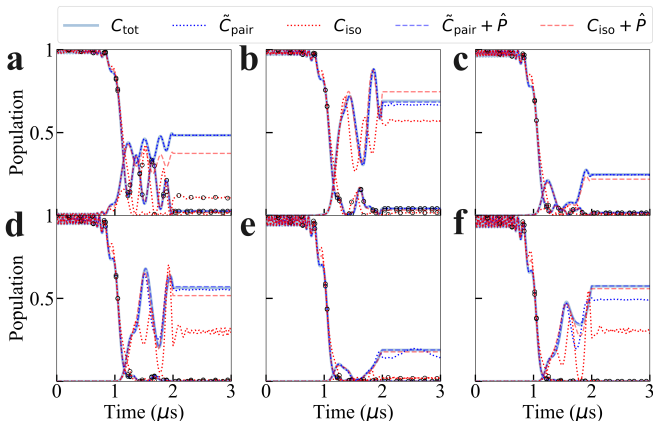 C_tot C̃_pair C_iso C̃_pair + P̂ C_iso + P̂
a b c
1
0.5
Population
d e f
1
0.5
Population
0 1 2 3 0 1 2 3 0 1 2 3
Time (μs) Time (μs) Time (μs)